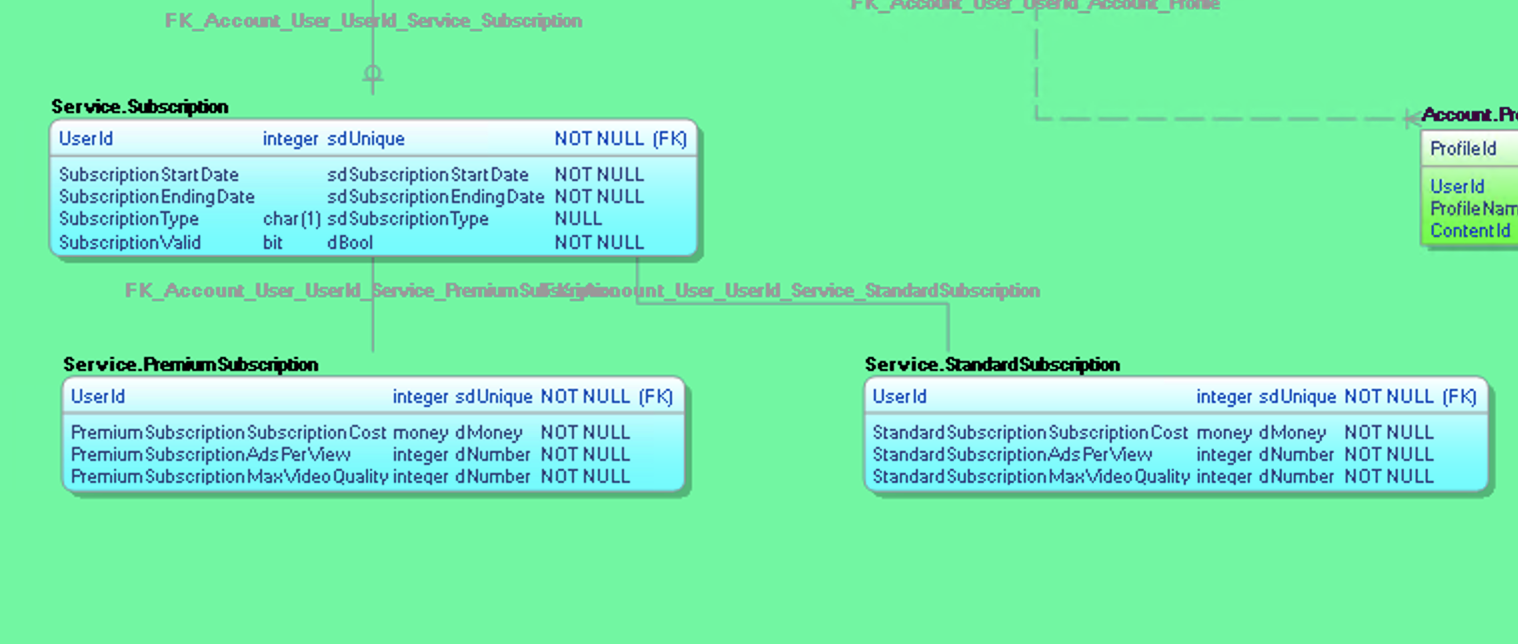 FK_Account_User_UserId_Service_Subscription
FK_Account_User_UserId_Account_Profile
Service.Subscription
UserId integer sdUnique NOT NULL (FK)
SubscriptionStartDate sdSubscriptionStartDate NOT NULL
SubscriptionEndingDate sdSubscriptionEndingDate NOT NULL
SubscriptionType char(1) sdSubscriptionType NULL
SubscriptionValid bit dBool NOT NULL
Account.Pro
ProfileId
UserId
ProfileNam
ContentId
FK_Account_User_UserId_Service_PremiumSubscription
FK_Account_User_UserId_Service_StandardSubscription
Service.PremiumSubscription
UserId integer sdUnique NOT NULL (FK)
PremiumSubscriptionSubscriptionCost money dMoney NOT NULL
PremiumSubscriptionAdsPerView integer dNumber NOT NULL
PremiumSubscriptionMaxVideoQuality integer dNumber NOT NULL
Service.StandardSubscription
UserId integer sdUnique NOT NULL (FK)
StandardSubscriptionSubscriptionCost money dMoney NOT NULL
StandardSubscriptionAdsPerView integer dNumber NOT NULL
StandardSubscriptionMaxVideoQuality integer dNumber NOT NULL